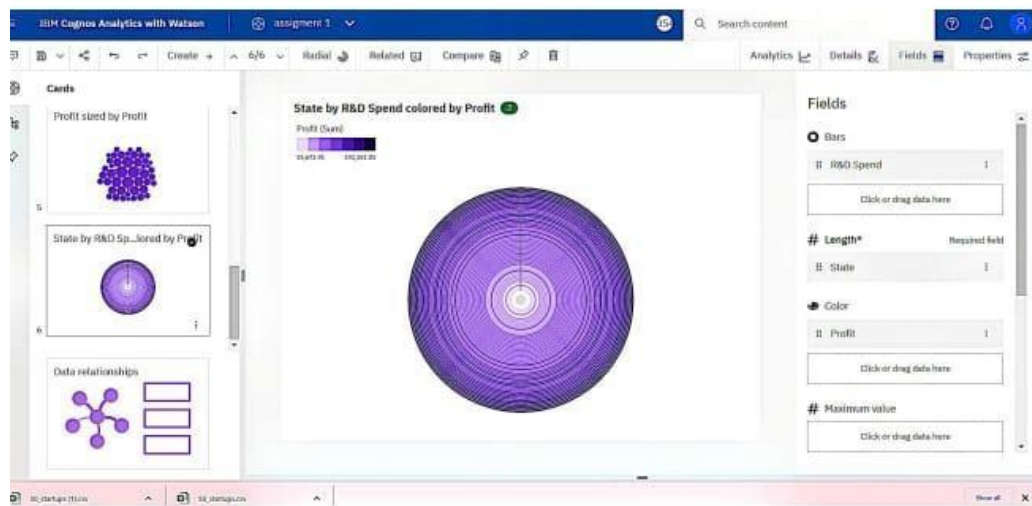 IBM Cognos Analytics with Watson
assigment 1
Search content
Create
6/6
Radial
Related
Compare
Analytics
Details
Fields
Properties
Cards
Profit sized by Profit
5
State by R&D Sp...lored by Profit
6
Data relationships
State by R&D Spend colored by Profit
Profit (Sum)
Fields
Bars
R&D Spend
Click or drag data here
# Length*
Required field
State
Color
Profit
Click or drag data here
# Maximum value
Click or drag data here
Show all